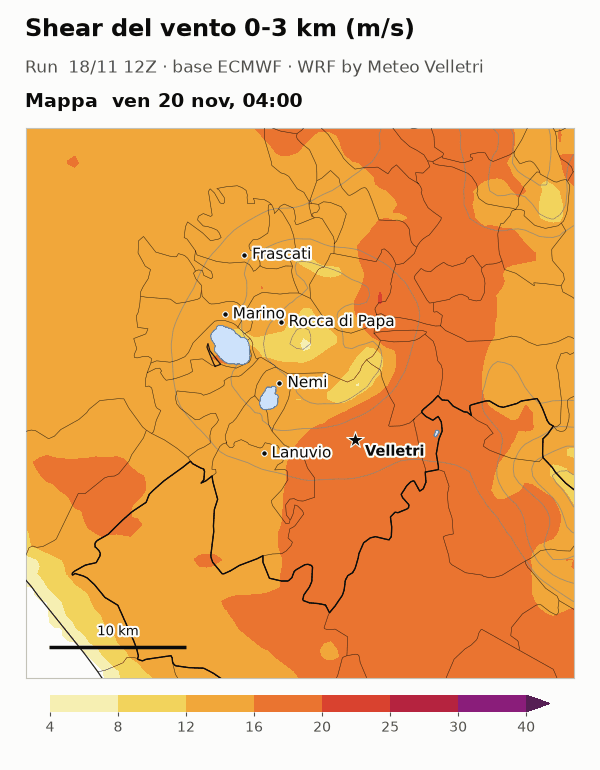 Shear del vento 0-3 km (m/s)
Run  18/11 12Z · base ECMWF · WRF by Meteo Velletri
Mappa  ven 20 nov, 04:00
Frascati
Marino
Rocca di Papa
Nemi
Velletri
Lanuvio
10 km
4 8 12 16 20 25 30 40